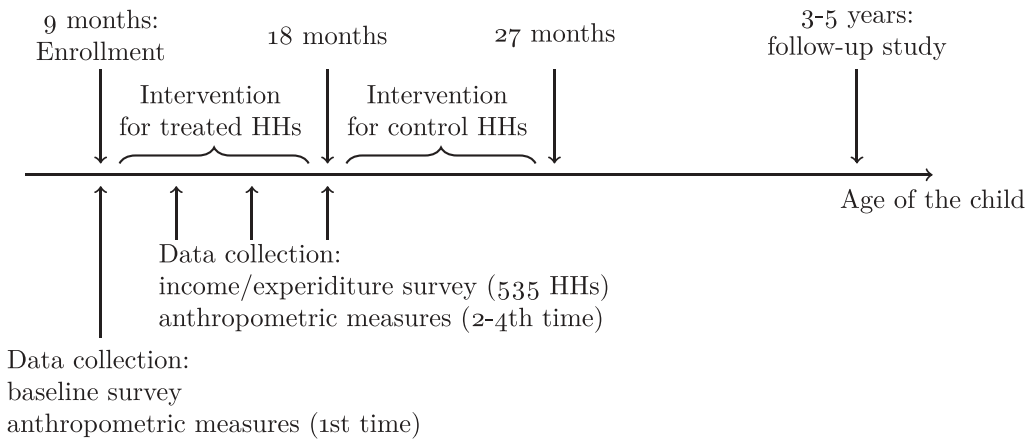 9 months:
Enrollment
18 months
27 months
3-5 years:
follow-up study
Intervention
for treated HHs
Intervention
for control HHs
Age of the child
Data collection:
income/experiditure survey (535 HHs)
anthropometric measures (2-4th time)
Data collection:
baseline survey
anthropometric measures (1st time)